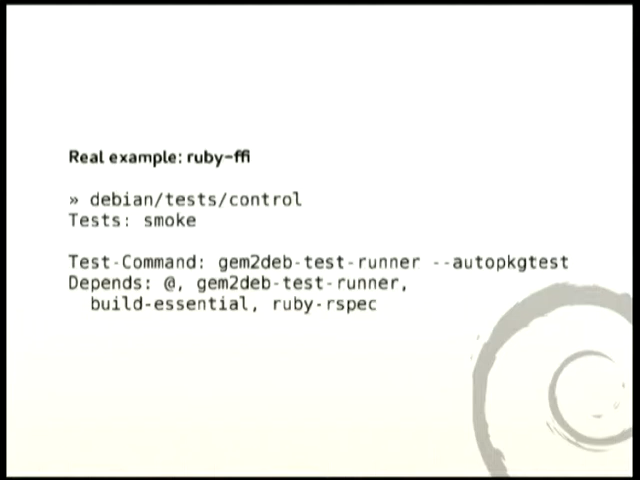 Real example: ruby-ffi
» debian/tests/control
Tests: smoke
Test-Command: gem2deb-test-runner --autopkgtest
Depends: @, gem2deb-test-runner,
build-essential, ruby-rspec